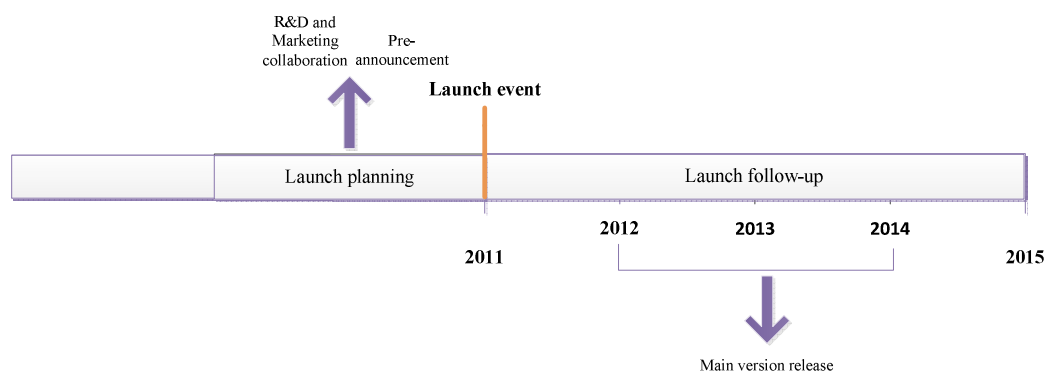 R&D and
Marketing
collaboration
Pre-
announcement
Launch event
Launch planning
Launch follow-up
2012
2013
2014
2011
2015
Main version release